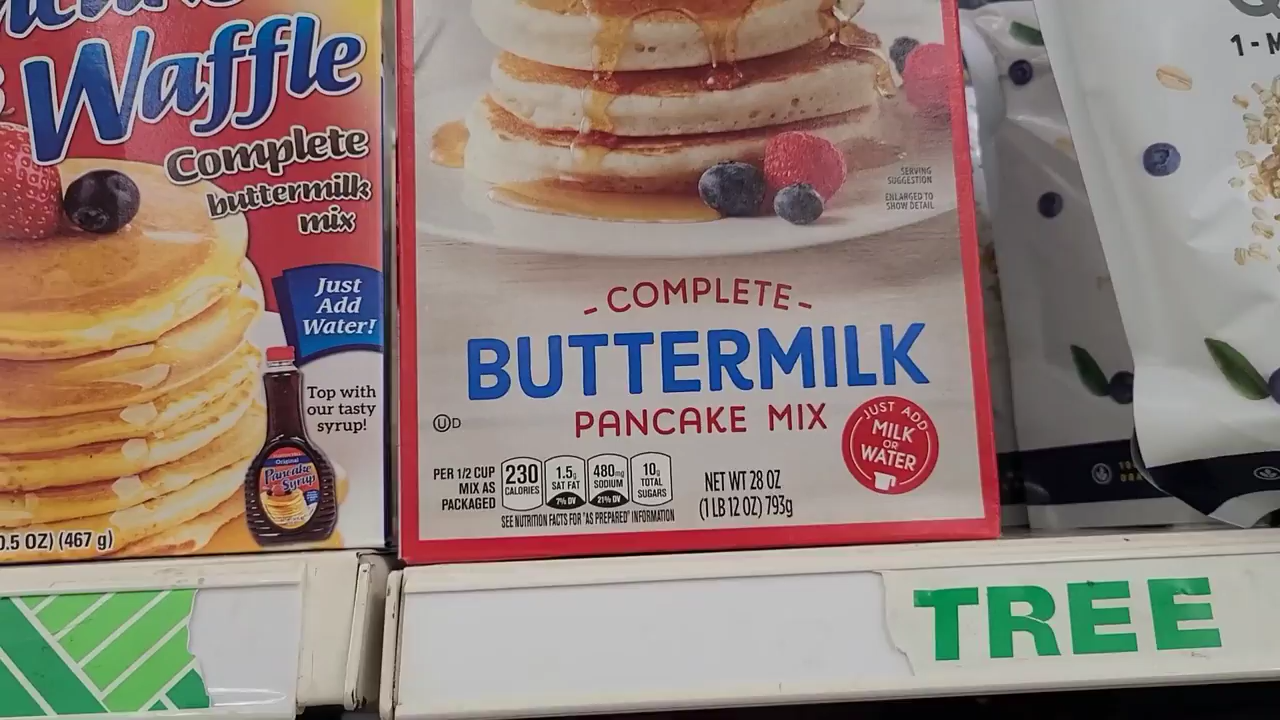 Waffle
Complete
buttermilk
mix
Just
Add
Water!
Top with
our tasty
syrup!
Original
Pancake
Syrup
0.5 OZ) (467 g)
SERVING
SUGGESTION
ENLARGED TO
SHOW DETAIL
- COMPLETE -
BUTTERMILK
PANCAKE MIX
JUST ADD
MILK
OR
WATER
U D
PER 1/2 CUP
MIX AS
PACKAGED
230
CALORIES
1.5g
SAT FAT
7% DV
480mg
SODIUM
21% DV
10g
TOTAL
SUGARS
SEE NUTRITION FACTS FOR "AS PREPARED" INFORMATION
NET WT 28 OZ
(1 LB 12 OZ) 793g
1-M
TREE